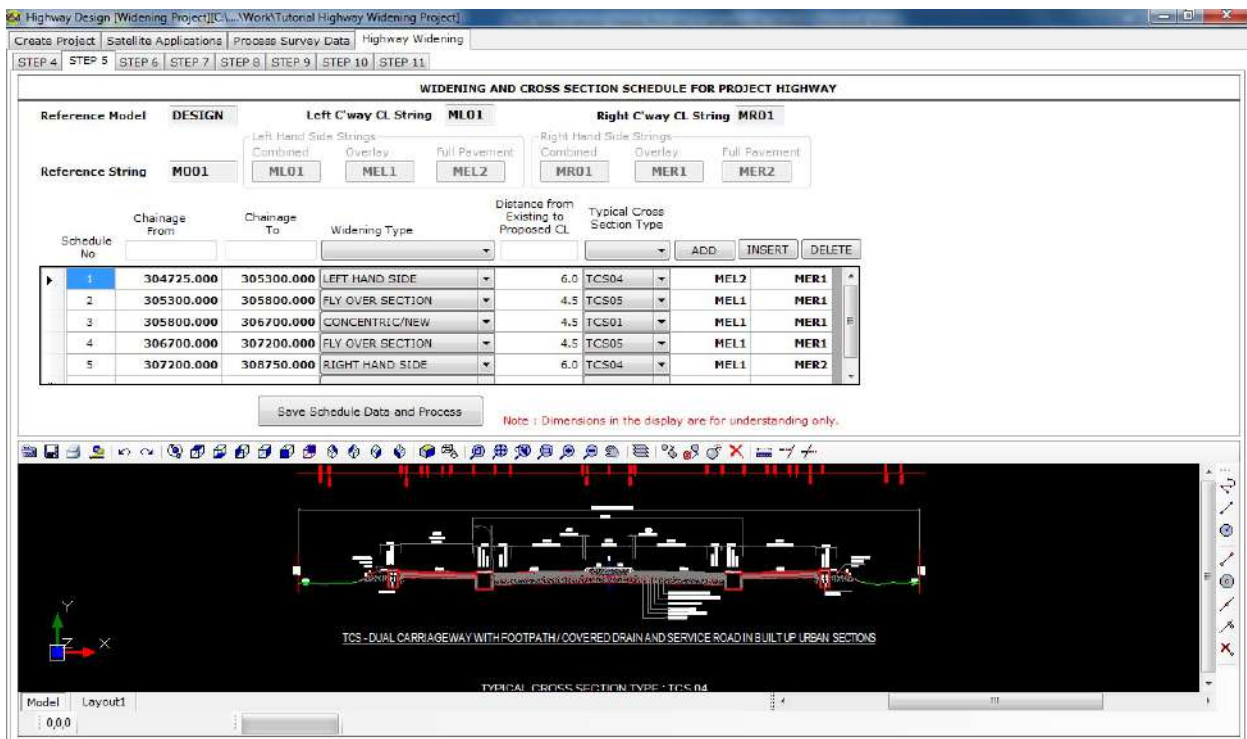 Highway Design [Widening Project][C:\....\Work\Tutorial Highway Widening Project]
Create Project Satellite Applications Process Survey Data Highway Widening
STEP 4 STEP 5 STEP 6 STEP 7 STEP 8 STEP 9 STEP 10 STEP 11
WIDENING AND CROSS SECTION SCHEDULE FOR PROJECT HIGHWAY
Reference Model DESIGN Left C'way CL String ML01 Right C'way CL String MR01
Left Hand Side Strings Right Hand Side Strings
Combined Overlay Full Pavement Combined Overlay Full Pavement
Reference String M001 ML01 MEL1 MEL2 MR01 MER1 MER2
Schedule No Chainage From Chainage To Widening Type Distance from Existing to Proposed CL Typical Cross Section Type
ADD INSERT DELETE
1 304725.000 305300.000 LEFT HAND SIDE 6.0 TCS04 MEL2 MER1
2 305300.000 305800.000 FLY OVER SECTION 4.5 TCS05 MEL1 MER1
3 305800.000 306700.000 CONCENTRIC/NEW 4.5 TCS01 MEL1 MER1
4 306700.000 307200.000 FLY OVER SECTION 4.5 TCS05 MEL1 MER1
5 307200.000 308750.000 RIGHT HAND SIDE 6.0 TCS04 MEL1 MER2
Save Schedule Data and Process
Note : Dimensions in the display are for understanding only.
TCS - DUAL CARRIAGEWAY WITH FOOTPATH / COVERED DRAIN AND SERVICE ROAD IN BUILT UP URBAN SECTIONS
Y
Z X
TYPICAL CROSS SECTION TYPE : TCS 04
Model Layout1
0,0,0